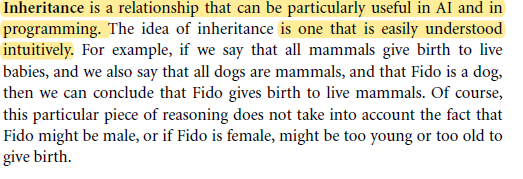 Inheritance is a relationship that can be particularly useful in AI and in
programming. The idea of inheritance is one that is easily understood
intuitively. For example, if we say that all mammals give birth to live
babies, and we also say that all dogs are mammals, and that Fido is a dog,
then we can conclude that Fido gives birth to live mammals. Of course,
this particular piece of reasoning does not take into account the fact that
Fido might be male, or if Fido is female, might be too young or too old to
give birth.